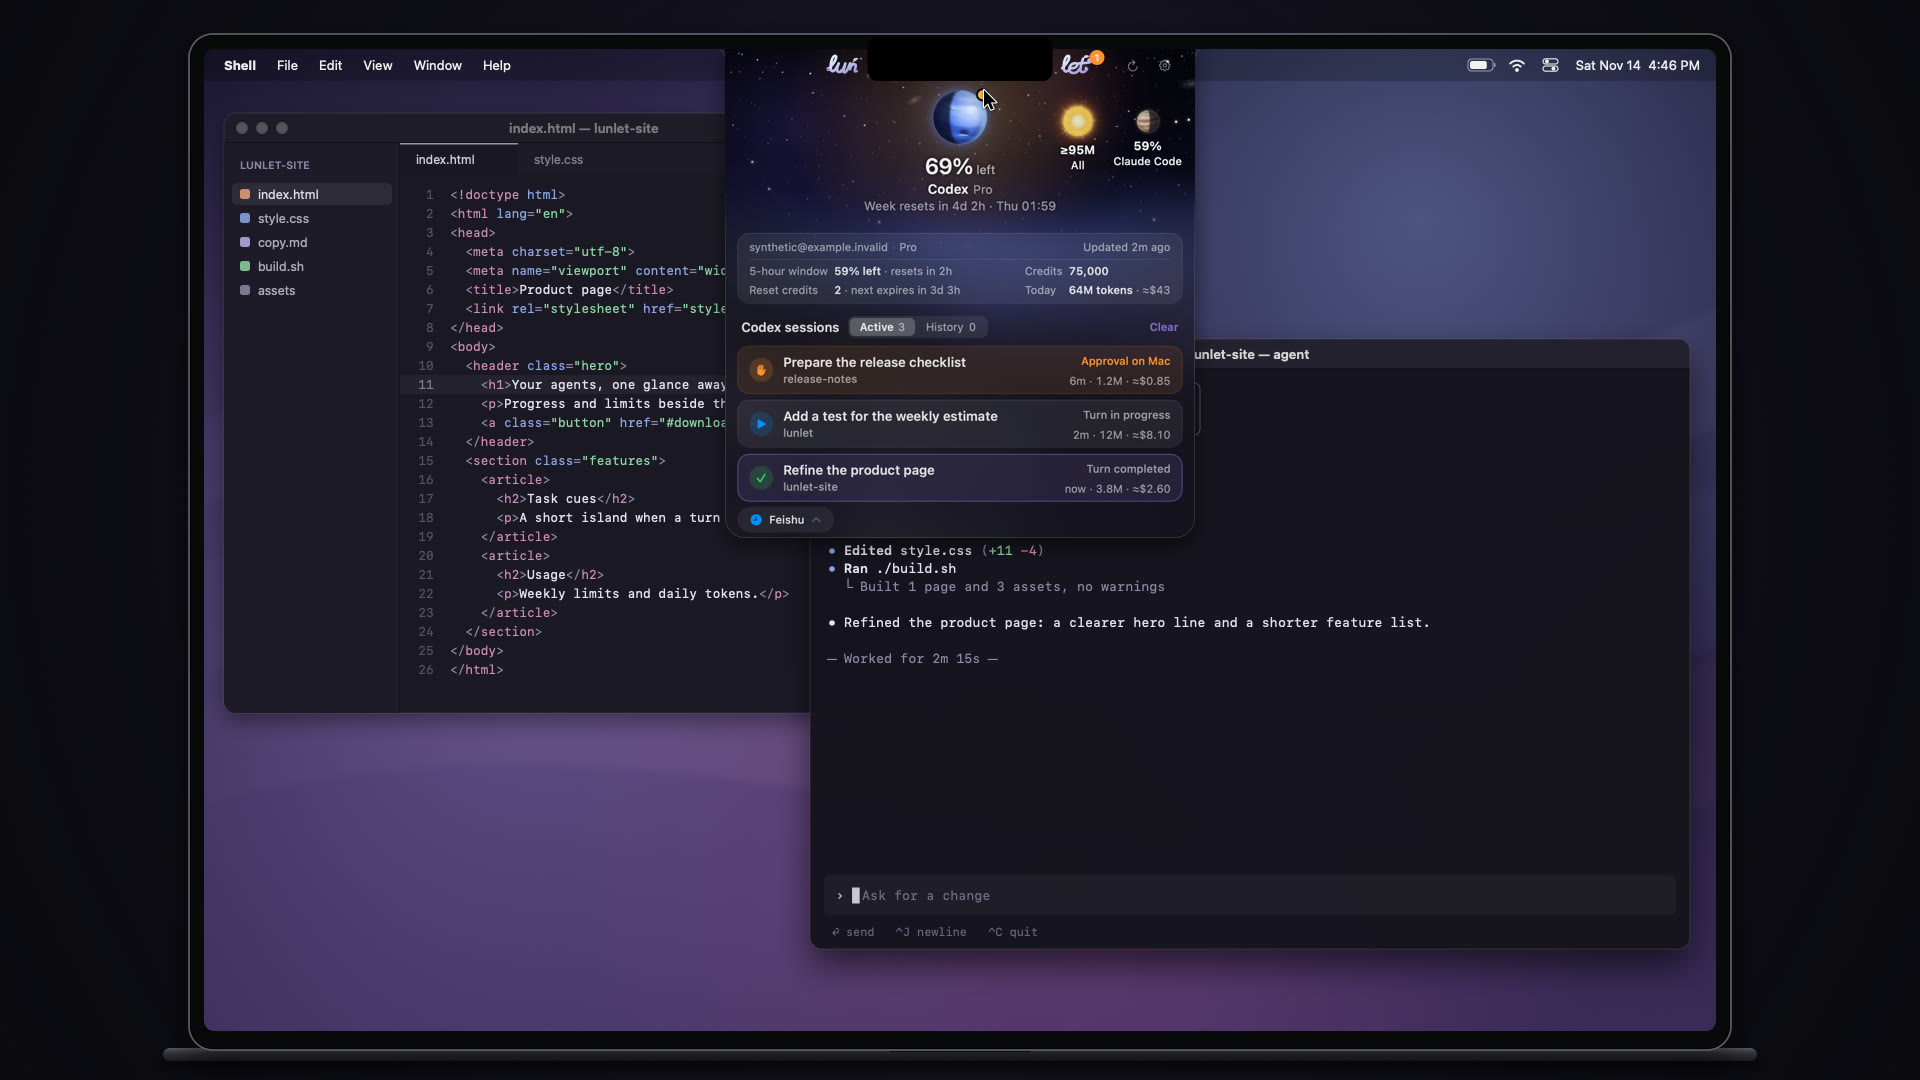 Shell File Edit View Window Help
Sat Nov 14 4:46 PM
lun let 1
69% left
Codex Pro
Week resets in 4d 2h · Thu 01:59
≥95M
All
59%
Claude Code
synthetic@example.invalid · Pro Updated 2m ago
5-hour window 59% left · resets in 2h Credits 75,000
Reset credits 2 · next expires in 3d 3h Today 64M tokens · ≈$43
Codex sessions Active 3 History 0 Clear
Prepare the release checklist Approval on Mac
release-notes 6m · 1.2M · ≈$0.85
Add a test for the weekly estimate Turn in progress
lunlet 2m · 12M · ≈$8.10
Refine the product page Turn completed
lunlet-site now · 3.8M · ≈$2.60
Feishu
index.html — lunlet-site
LUNLET-SITE
index.html
style.css
copy.md
build.sh
assets
index.html style.css
1 <!doctype html>
2 <html lang="en">
3 <head>
4 <meta charset="utf-8">
5 <meta name="viewport" content="wid
6 <title>Product page</title>
7 <link rel="stylesheet" href="style
8 </head>
9 <body>
10 <header class="hero">
11 <h1>Your agents, one glance away
12 <p>Progress and limits beside th
13 <a class="button" href="#downloa
14 </header>
15 <section class="features">
16 <article>
17 <h2>Task cues</h2>
18 <p>A short island when a turn
19 </article>
20 <article>
21 <h2>Usage</h2>
22 <p>Weekly limits and daily tokens.</p>
23 </article>
24 </section>
25 </body>
26 </html>
unlet-site — agent
• Edited style.css (+11 −4)
• Ran ./build.sh
└ Built 1 page and 3 assets, no warnings
• Refined the product page: a clearer hero line and a shorter feature list.
— Worked for 2m 15s —
› Ask for a change
⏎ send ^J newline ^C quit